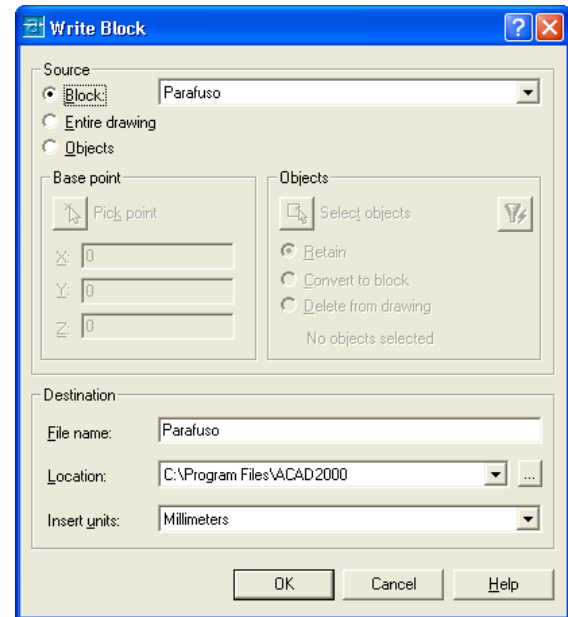 Write Block
Source
Block: Parafuso
Entire drawing
Objects
Base point
Pick point
X: 0
Y: 0
Z: 0
Objects
Select objects
Retain
Convert to block
Delete from drawing
No objects selected
Destination
File name: Parafuso
Location: C:\Program Files\ACAD2000 ...
Insert units: Millimeters
OK Cancel Help